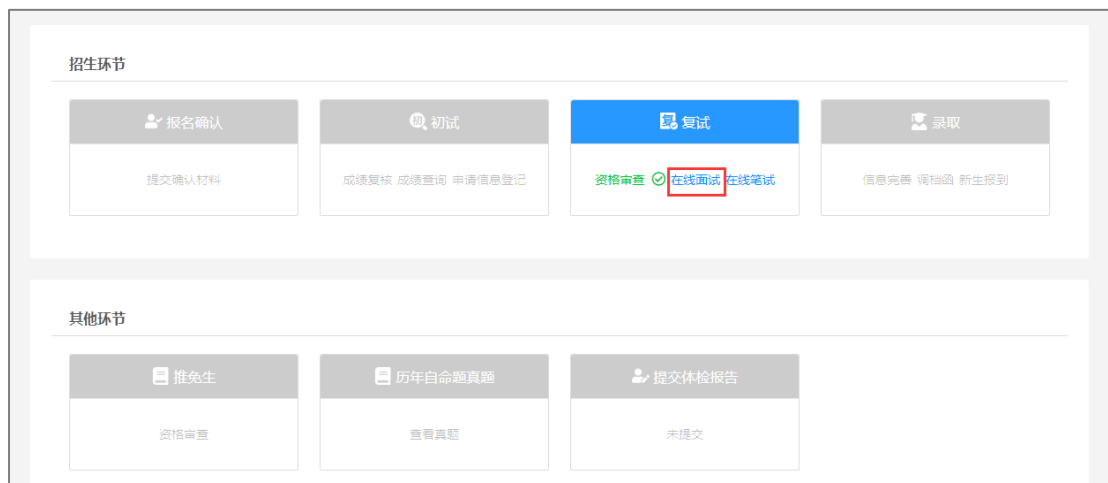 招生环节
报名确认 初试 复试 录取
提交确认材料 成绩复核 成绩查询 申请信息登记 资格审查 在线面试 在线笔试 信息完善 调档函 新生报到
其他环节
推免生 历年自命题真题 提交体检报告
资格审查 查看真题 未提交